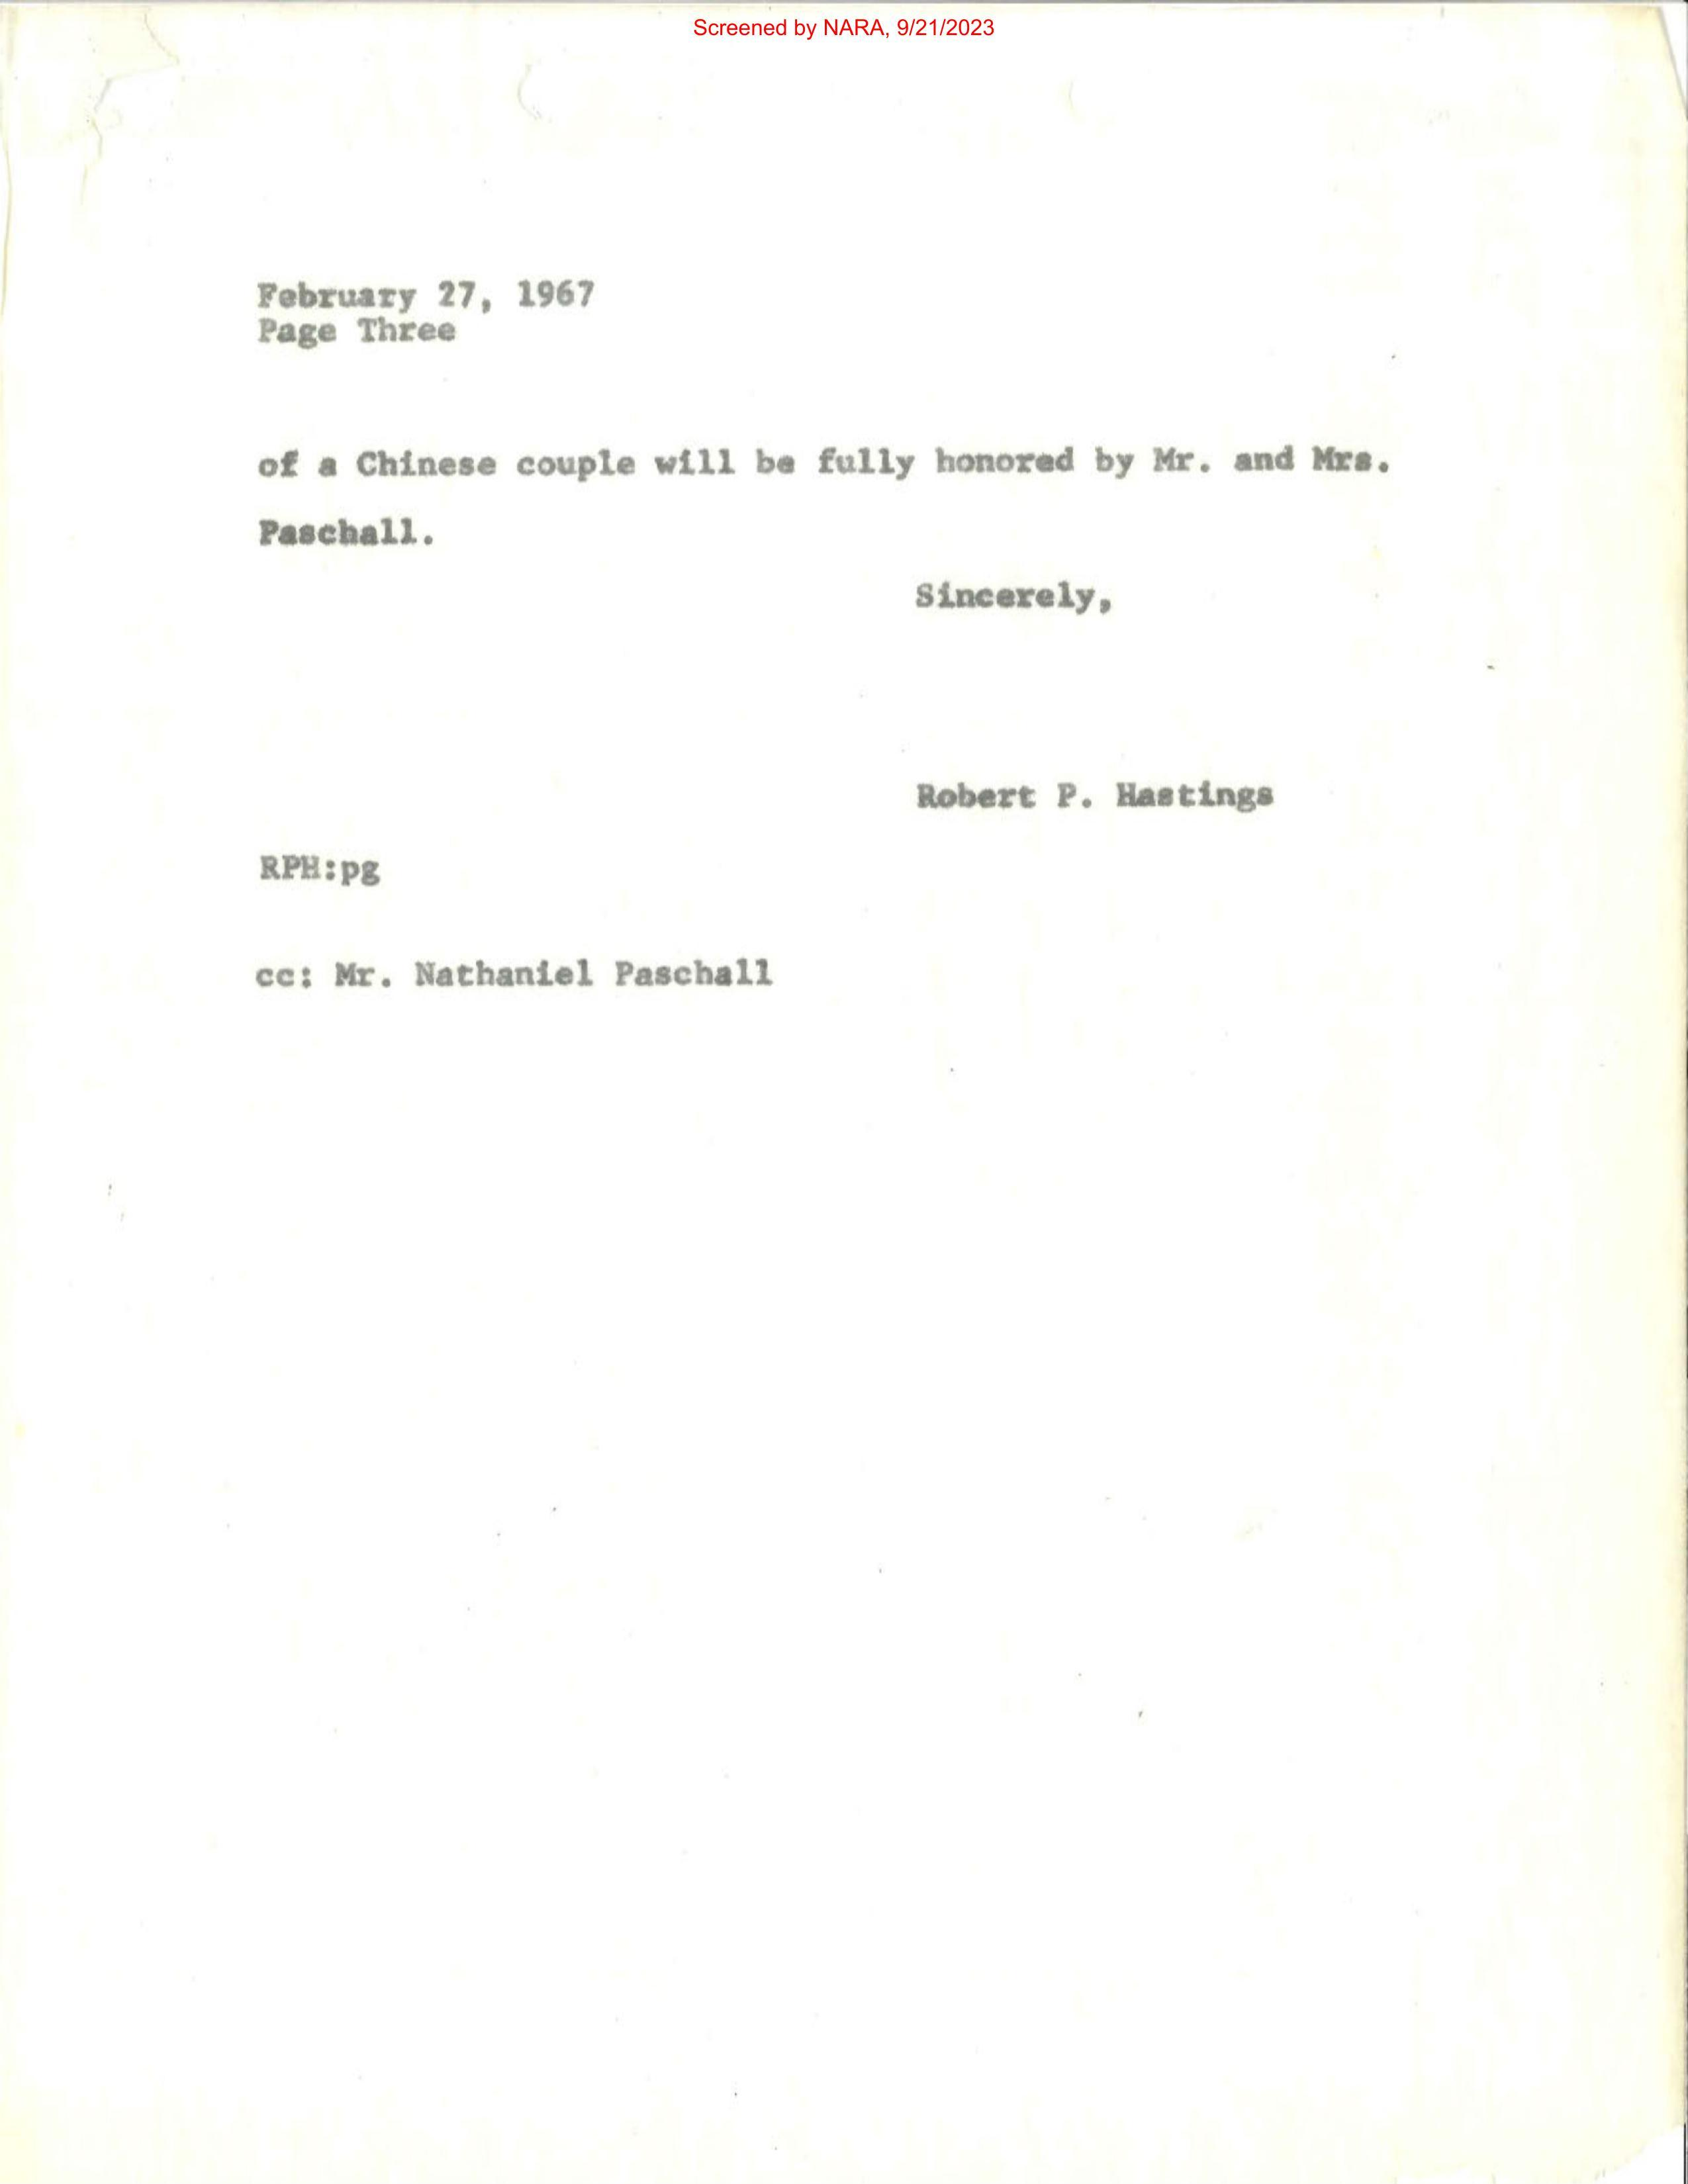 Screened by NARA, 9/21/2023
February 27, 1967
Page Three
of a Chinese couple will be fully honored by Mr. and Mrs.
Paschall.
Sincerely,
Robert P. Hastings
RPH:pg
cc: Mr. Nathaniel Paschall